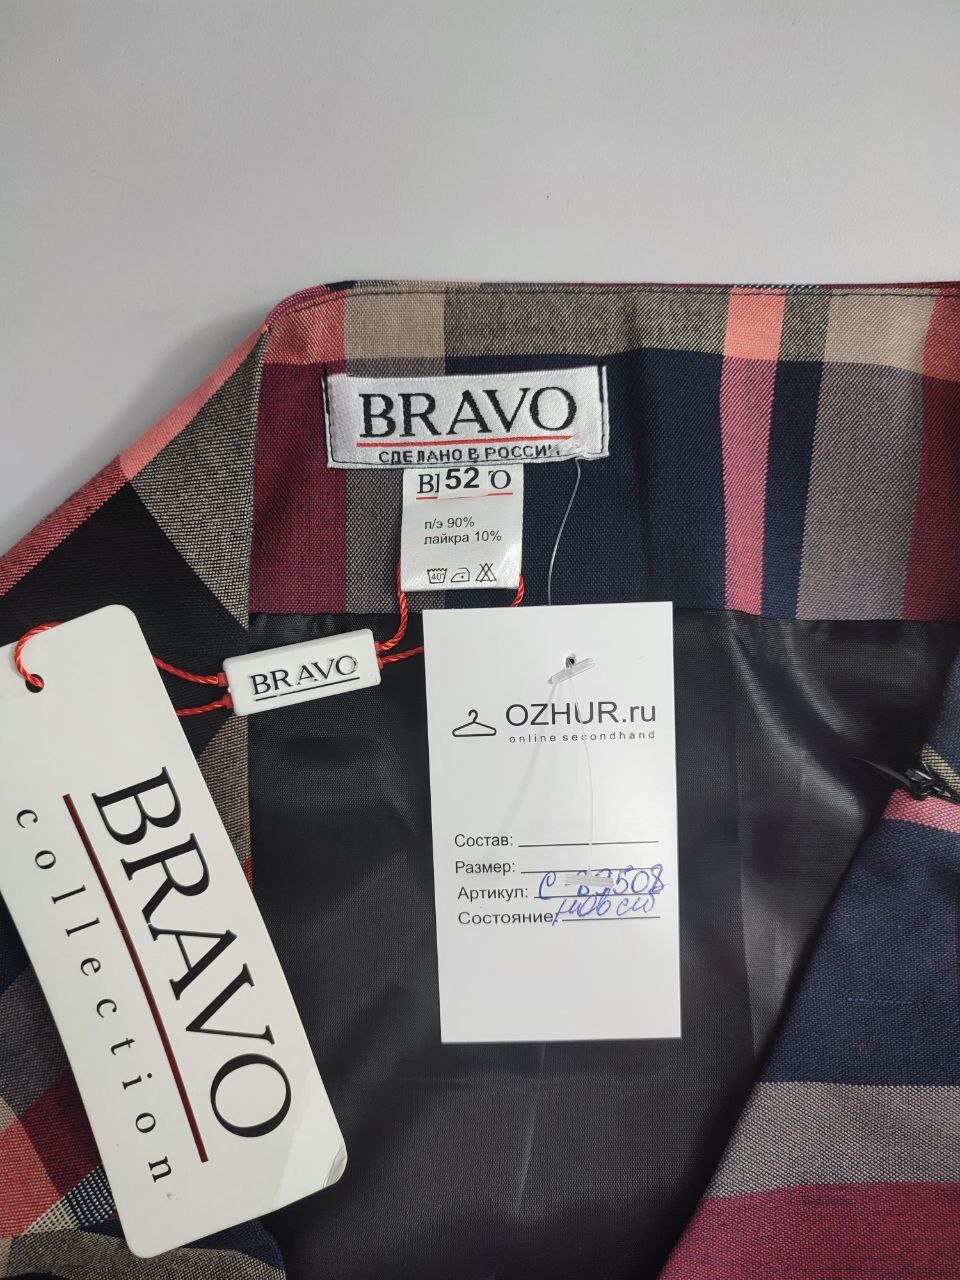 BRAVO
СДЕЛАНО В РОССИИ
52
п/э 90%
лайкра 10%
40°
BRAVO
OZHUR.ru
online secondhand
Состав:
Размер:
Артикул:
Состояние:
BRAVO
collection